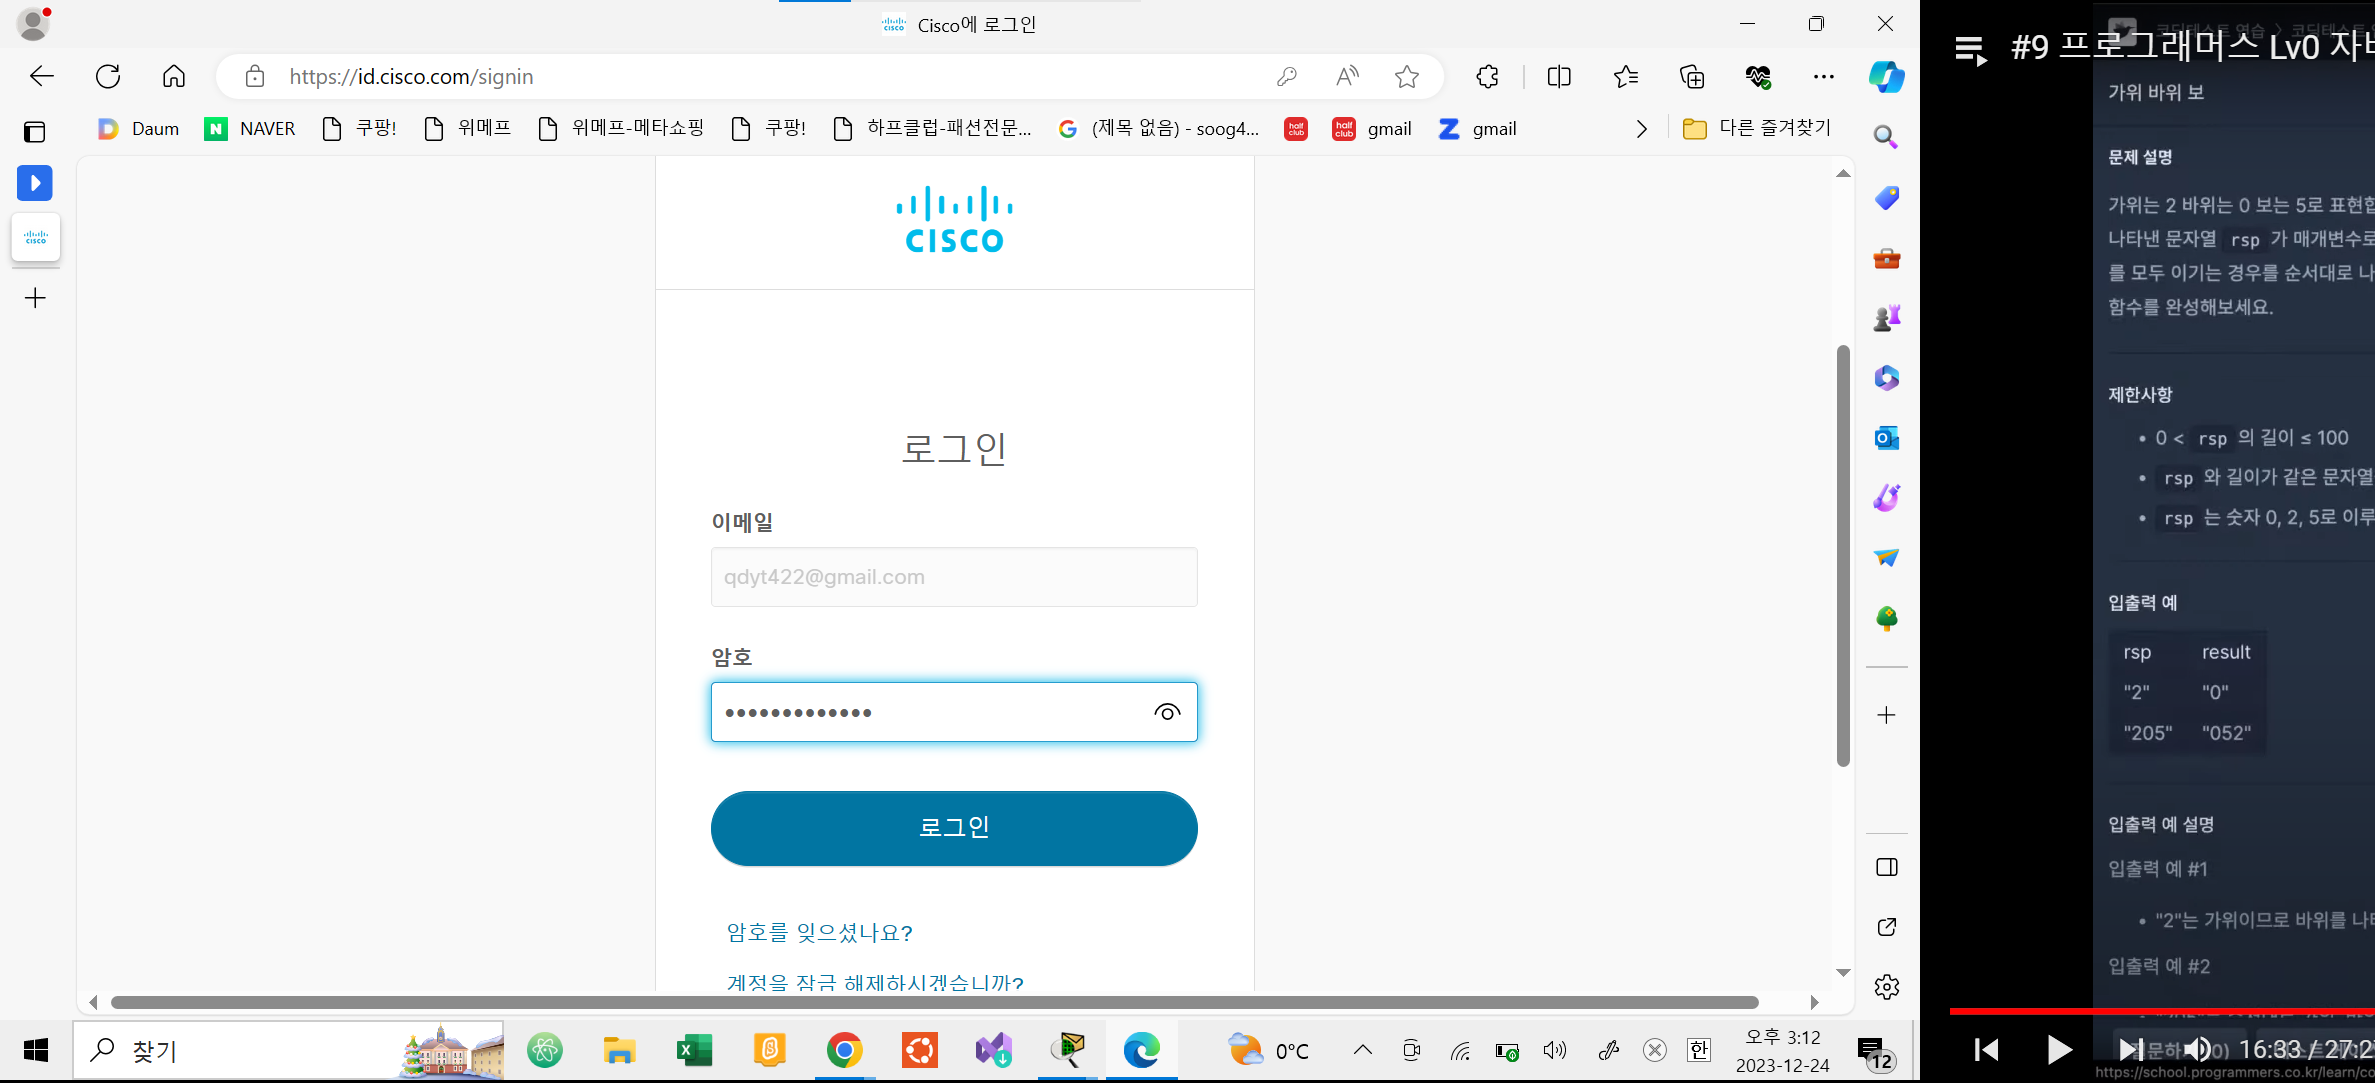 Cisco에 로그인
https://id.cisco.com/signin
Daum
NAVER
쿠팡!
위메프
위메프-메타쇼핑
쿠팡!
하프클럽-패션전문...
(제목 없음) - soog4...
half club
half club
gmail
gmail
다른 즐겨찾기
CISCO
로그인
이메일
qdyt422@gmail.com
암호
로그인
암호를 잊으셨나요?
계정을 잠금 해제하시겠습니까?
찾기
0°C
한
오후 3:12
2023-12-24
12
#9 프로그래머스 Lv0 자바
가위 바위 보
문제 설명
가위는 2 바위는 0 보는 5로 표현합
나타낸 문자열 rsp 가 매개변수로
를 모두 이기는 경우를 순서대로 나
함수를 완성해보세요.
제한사항
• 0 < rsp 의 길이 ≤ 100
• rsp 와 길이가 같은 문자열
• rsp 는 숫자 0, 2, 5로 이루
입출력 예
rsp result
"2" "0"
"205" "052"
입출력 예 설명
입출력 예 #1
• "2"는 가위이므로 바위를 나타
입출력 예 #2
16:33 / 27:2
https://school.programmers.co.kr/learn/co